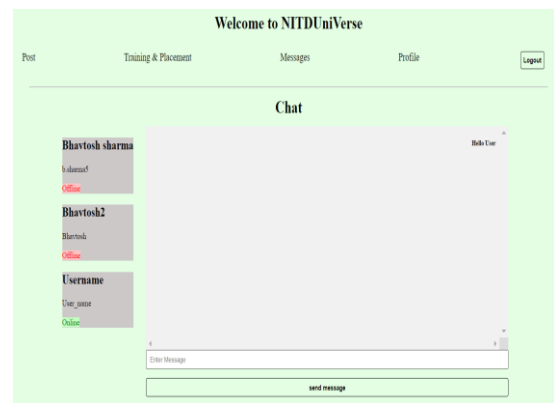 Welcome to NITDUniVerse
Post Training & Placement Messages Profile Logout
Chat
Bhavtosh sharma
b.sharma5
Offline
Bhavtosh2
Bhavtosh
Offline
Username
User_name
Online
Hello User
Enter Message
send message